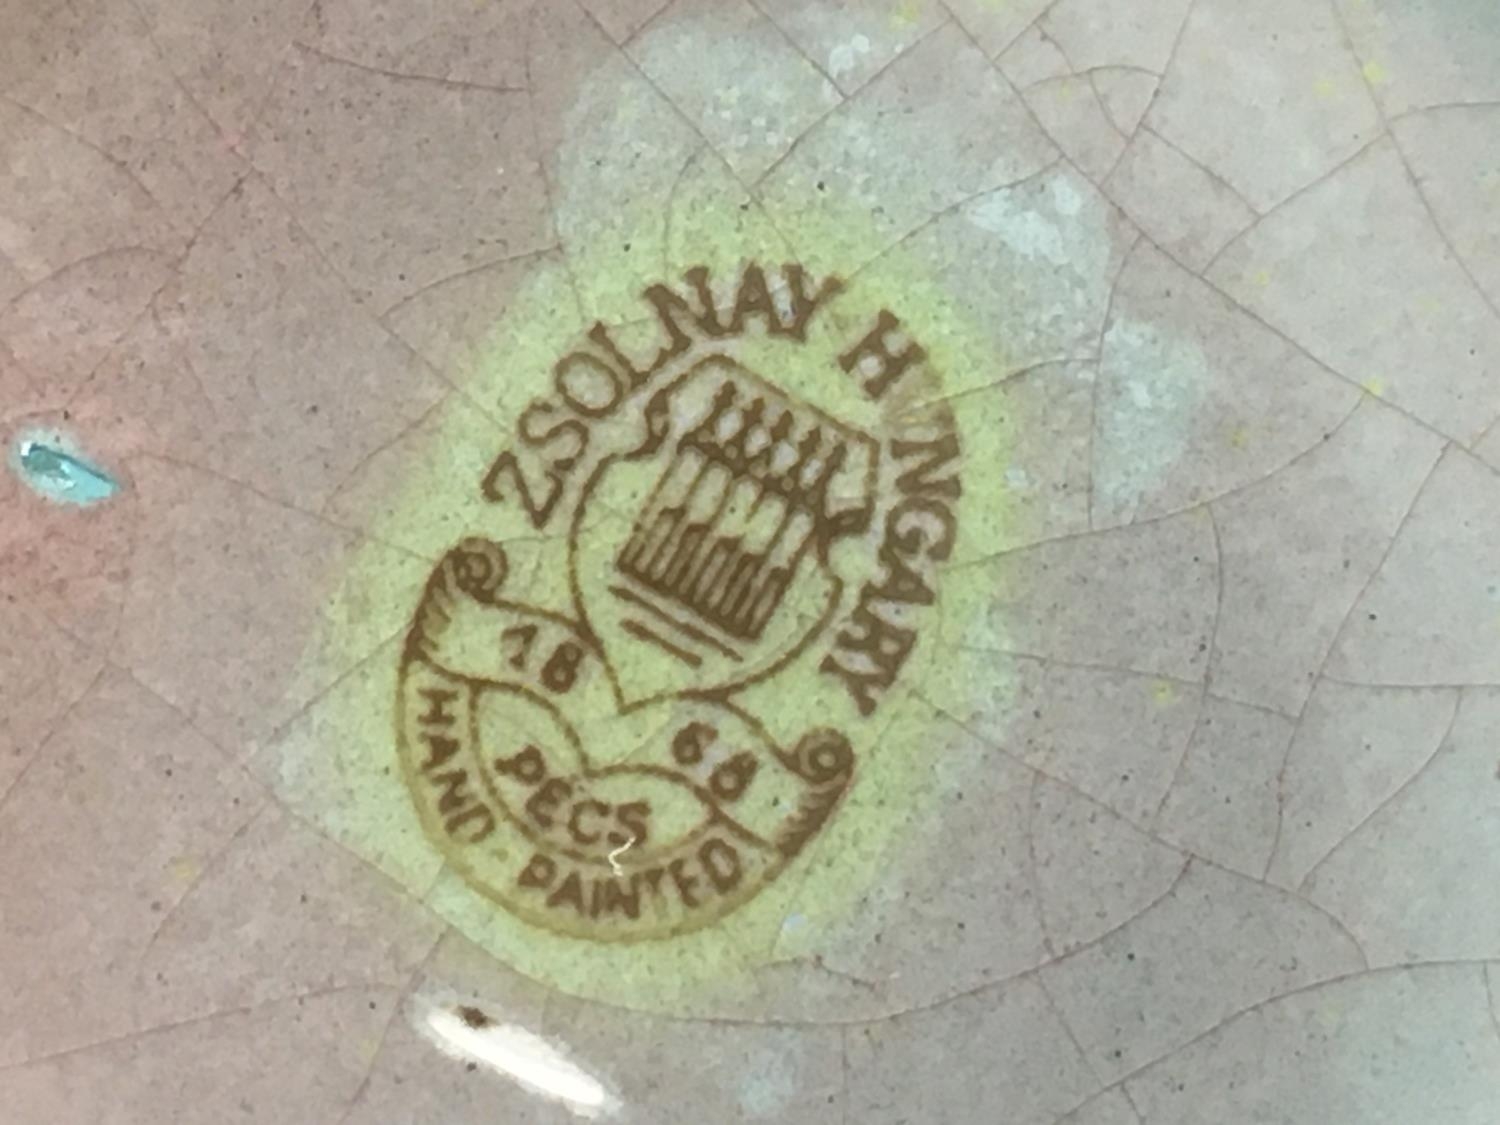 ZSOLNAY HUNGARY
18 68
PECS
HAND PAINTED